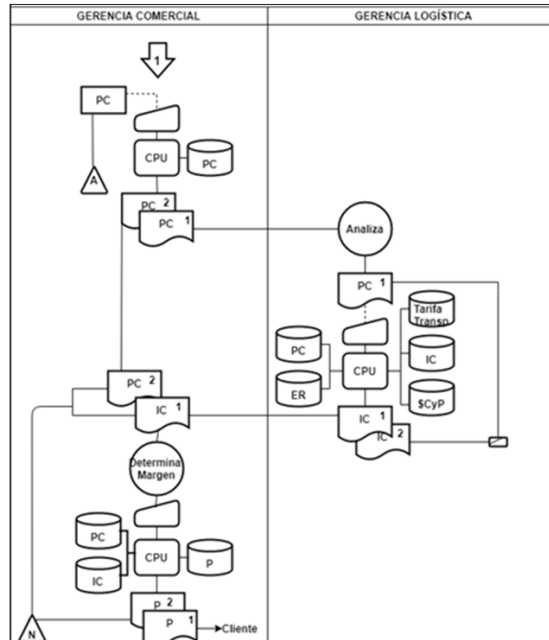 GERENCIA COMERCIAL
GERENCIA LOGÍSTICA
1
PC
CPU
PC
A
PC 2
PC 1
Analiza
PC 1
Tarifa
Transp
PC
IC
CPU
ER
$CyP
PC 2
IC 1
IC 1
IC 2
Determina
Margen
PC
CPU
P
IC
P 2
P 1
Cliente
N